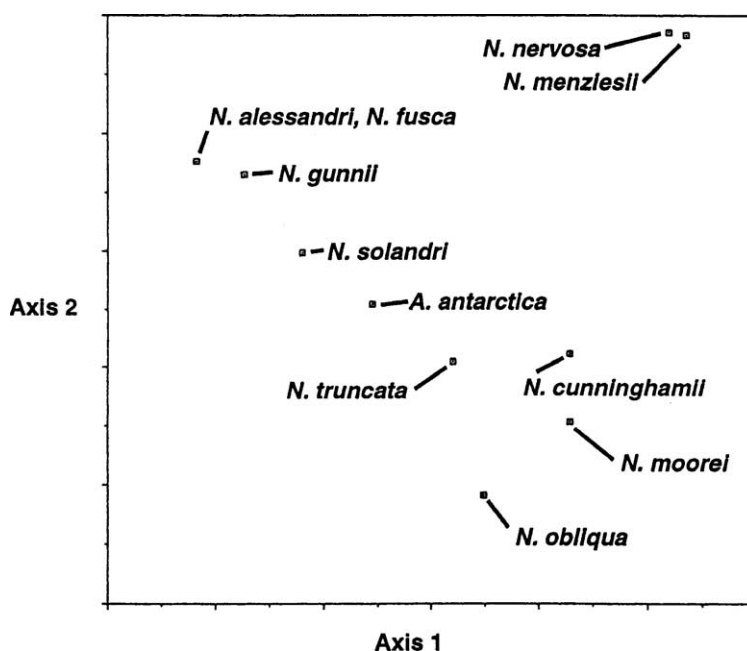 N. nervosa
N. menziesii
N. alessandri, N. fusca
N. gunnii
N. solandri
Axis 2
A. antarctica
N. truncata
N. cunninghamii
N. moorei
N. obliqua
Axis 1